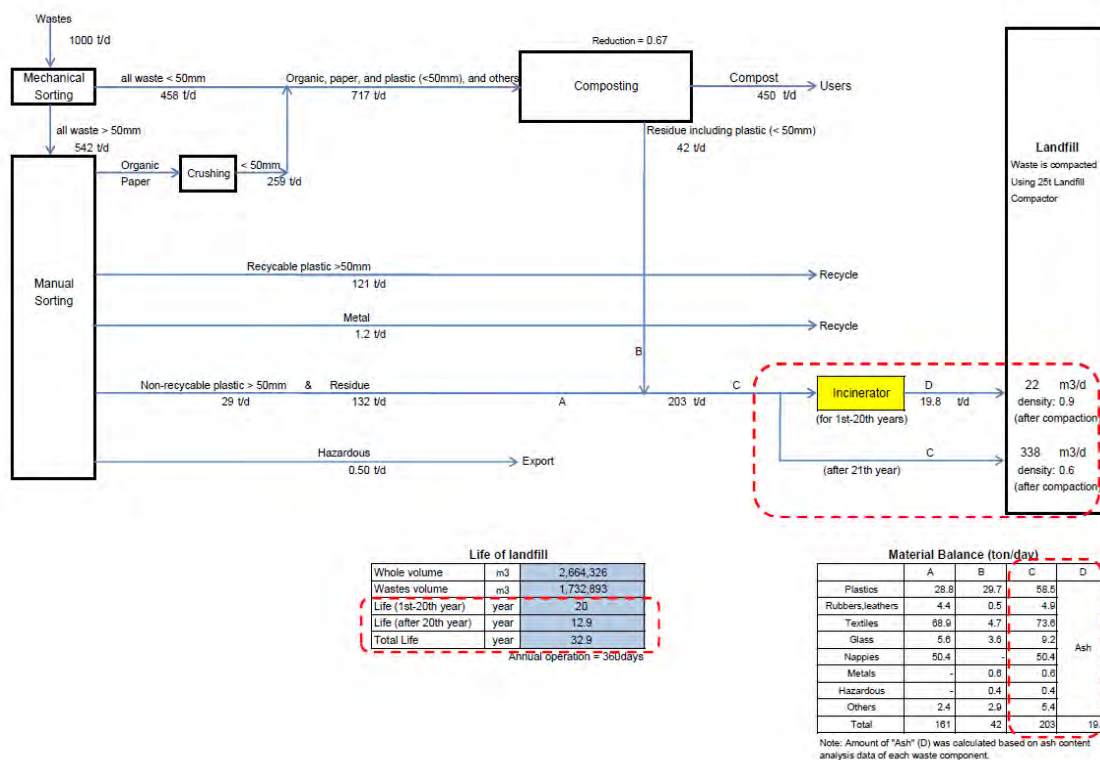 Wastes
1000 t/d
Mechanical
Sorting
all waste < 50mm
458 t/d
Organic, paper, and plastic (<50mm), and others
717 t/d
Reduction = 0.67
Composting
Compost
450 t/d
Users
Residue including plastic (< 50mm)
42 t/d
all waste > 50mm
542 t/d
Organic
Paper
Crushing
< 50mm
259 t/d
Landfill
Waste is compacted
Using 25t Landfill
Compactor
Manual
Sorting
Recycable plastic >50mm
121 t/d
Recycle
Metal
1.2 t/d
Recycle
B
Non-recyclable plastic > 50mm & Residue
29 t/d 132 t/d
A
C
203 t/d
Incinerator
(for 1st-20th years)
D
19.8 t/d
22 m3/d
density: 0.9
(after compaction)
C
(after 21th year)
338 m3/d
density: 0.6
(after compaction)
Hazardous
0.50 t/d
Export
Life of landfill
Whole volume m3 2,664,326
Wastes volume m3 1,732,893
Life (1st-20th year) year 20
Life (after 20th year) year 12.9
Total Life year 32.9
Annual operation = 360days
Material Balance (ton/day)
A B C D
Plastics 28.8 29.7 58.5
Rubbers,leathers 4.4 0.5 4.9
Textiles 68.9 4.7 73.6
Glass 5.6 3.6 9.2
Ash
Nappies 50.4 - 50.4
Metals - 0.6 0.6
Hazardous - 0.4 0.4
Others 2.4 2.9 5.4
Total 161 42 203 19.
Note: Amount of "Ash" (D) was calculated based on ash content
analysis data of each waste component.